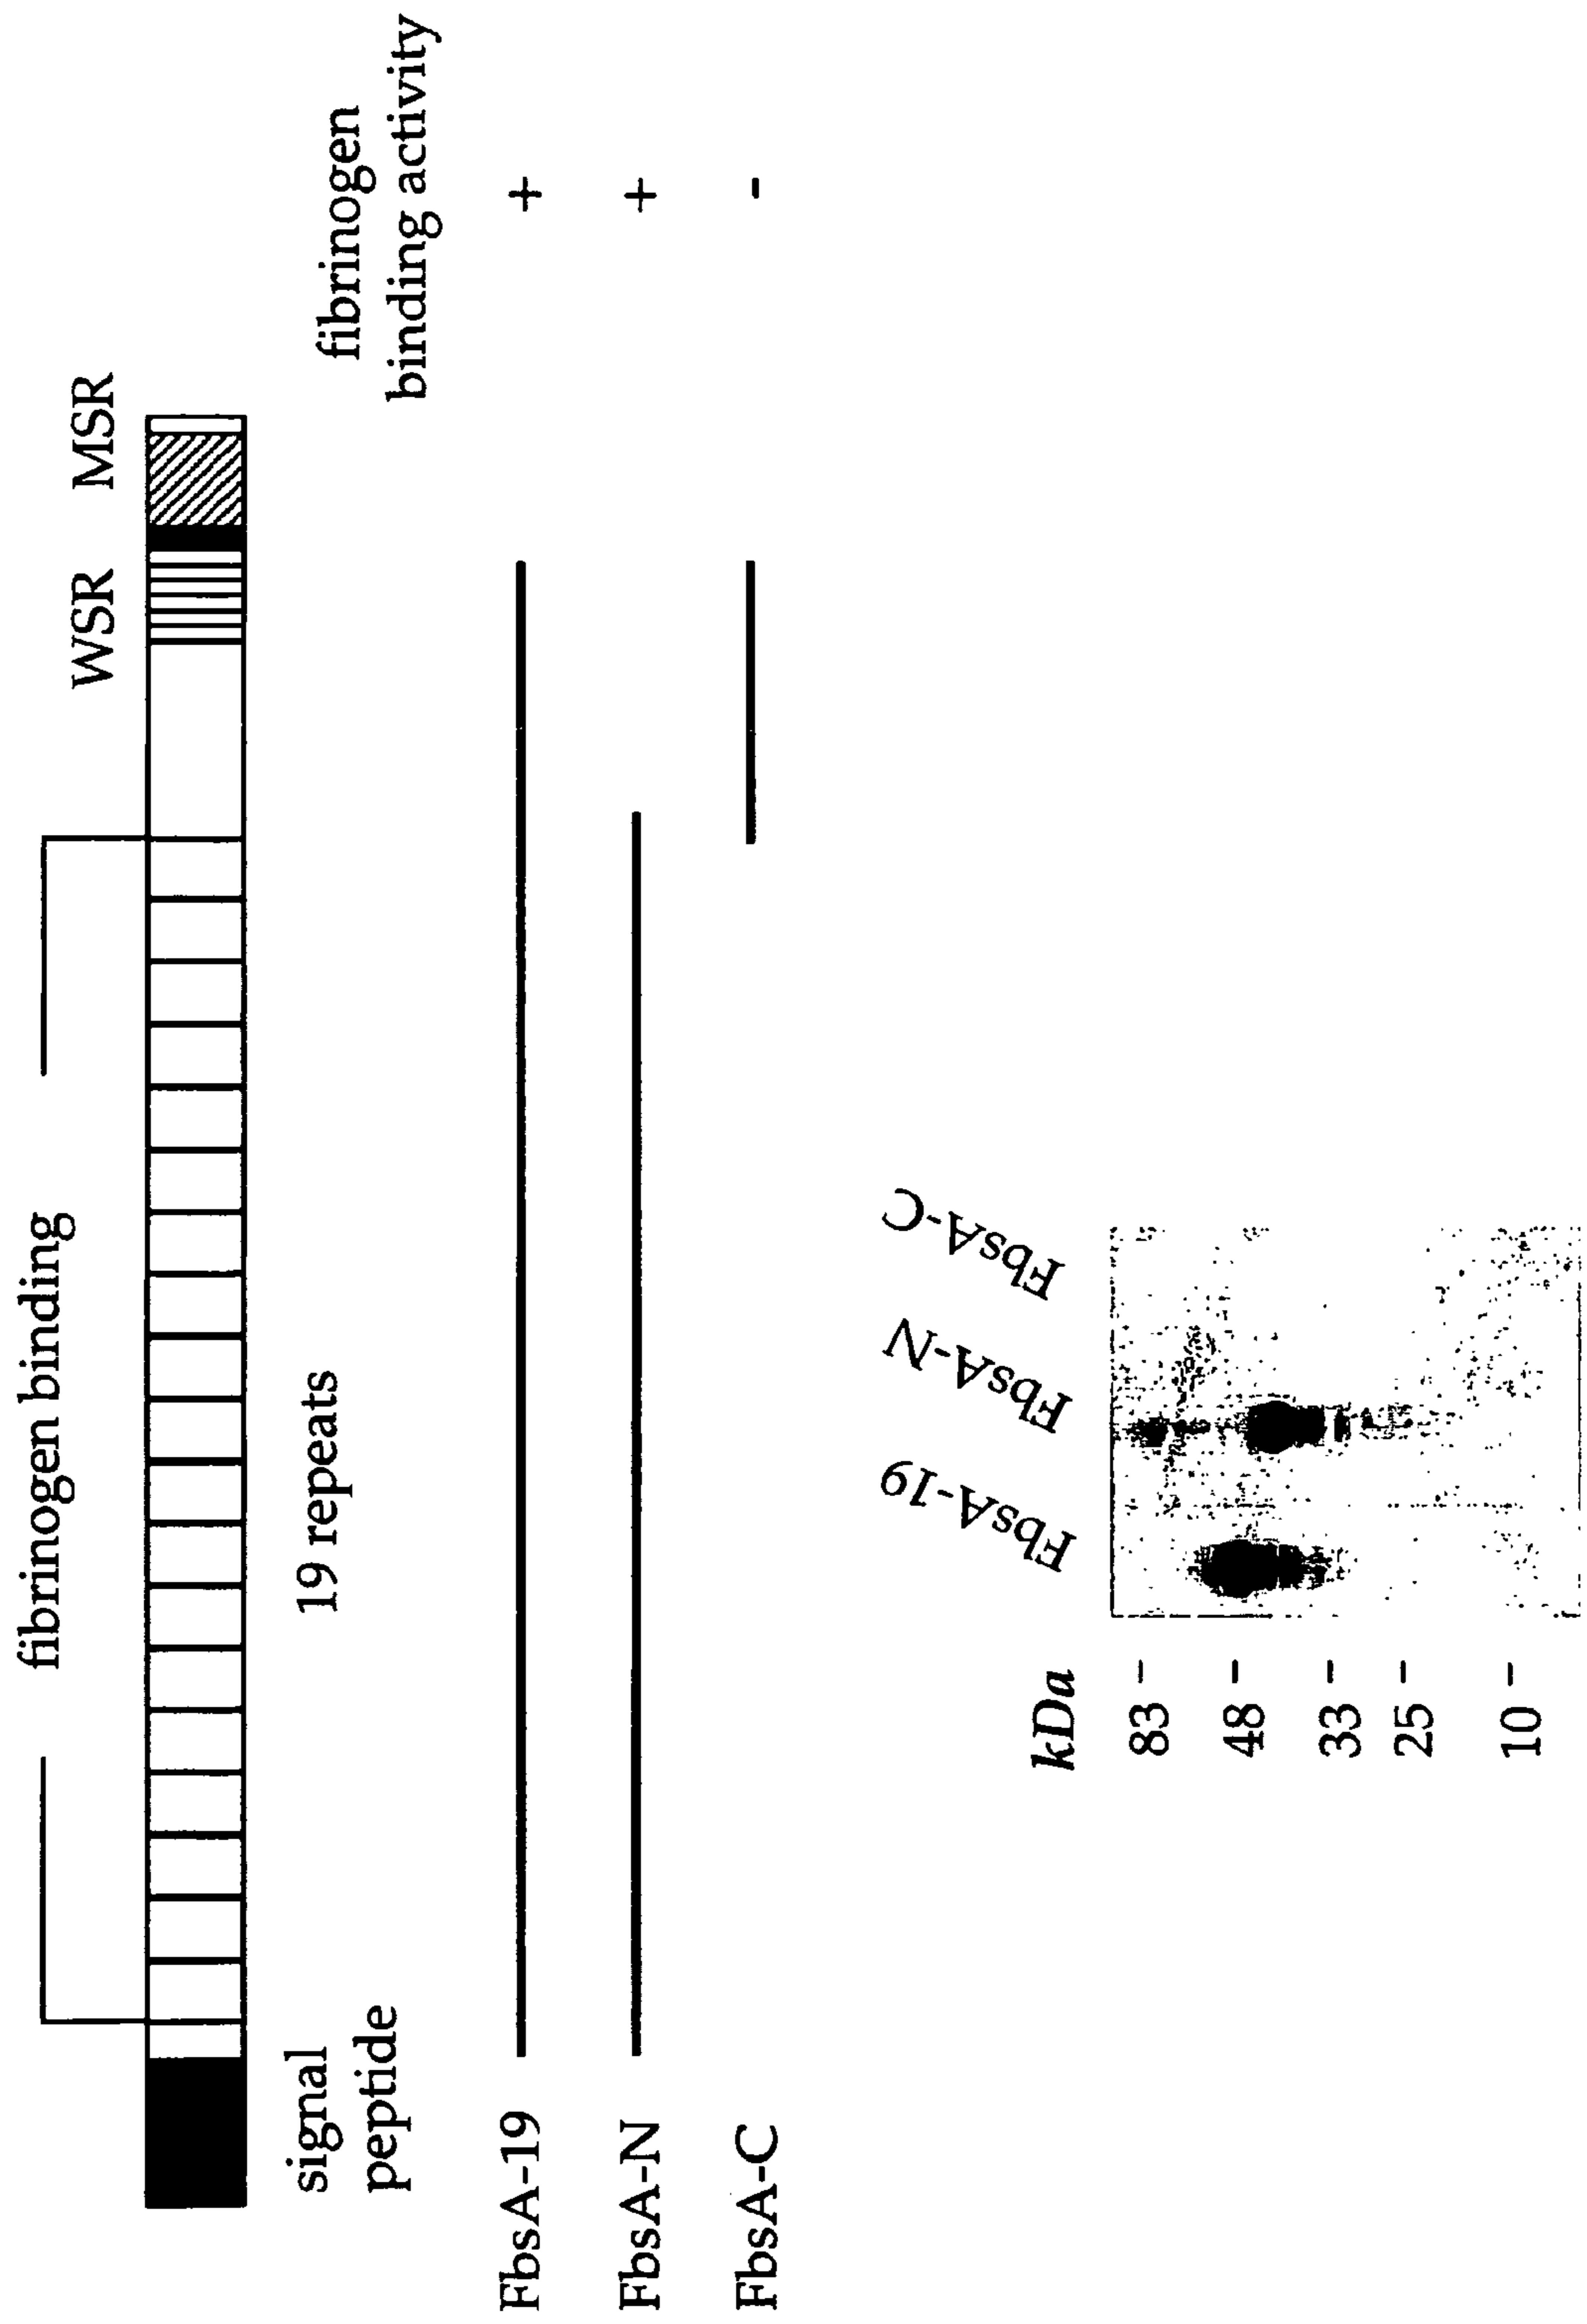 fibrinogen binding
WSR MSR
19 repeats
signal
peptide
fibrinogen
binding activity
FbsA-19 +
FbsA-N +
FbsA-C -
FbsA-19 FbsA-N FbsA-C
kDa
83 -
48 -
33 -
25 -
10 -